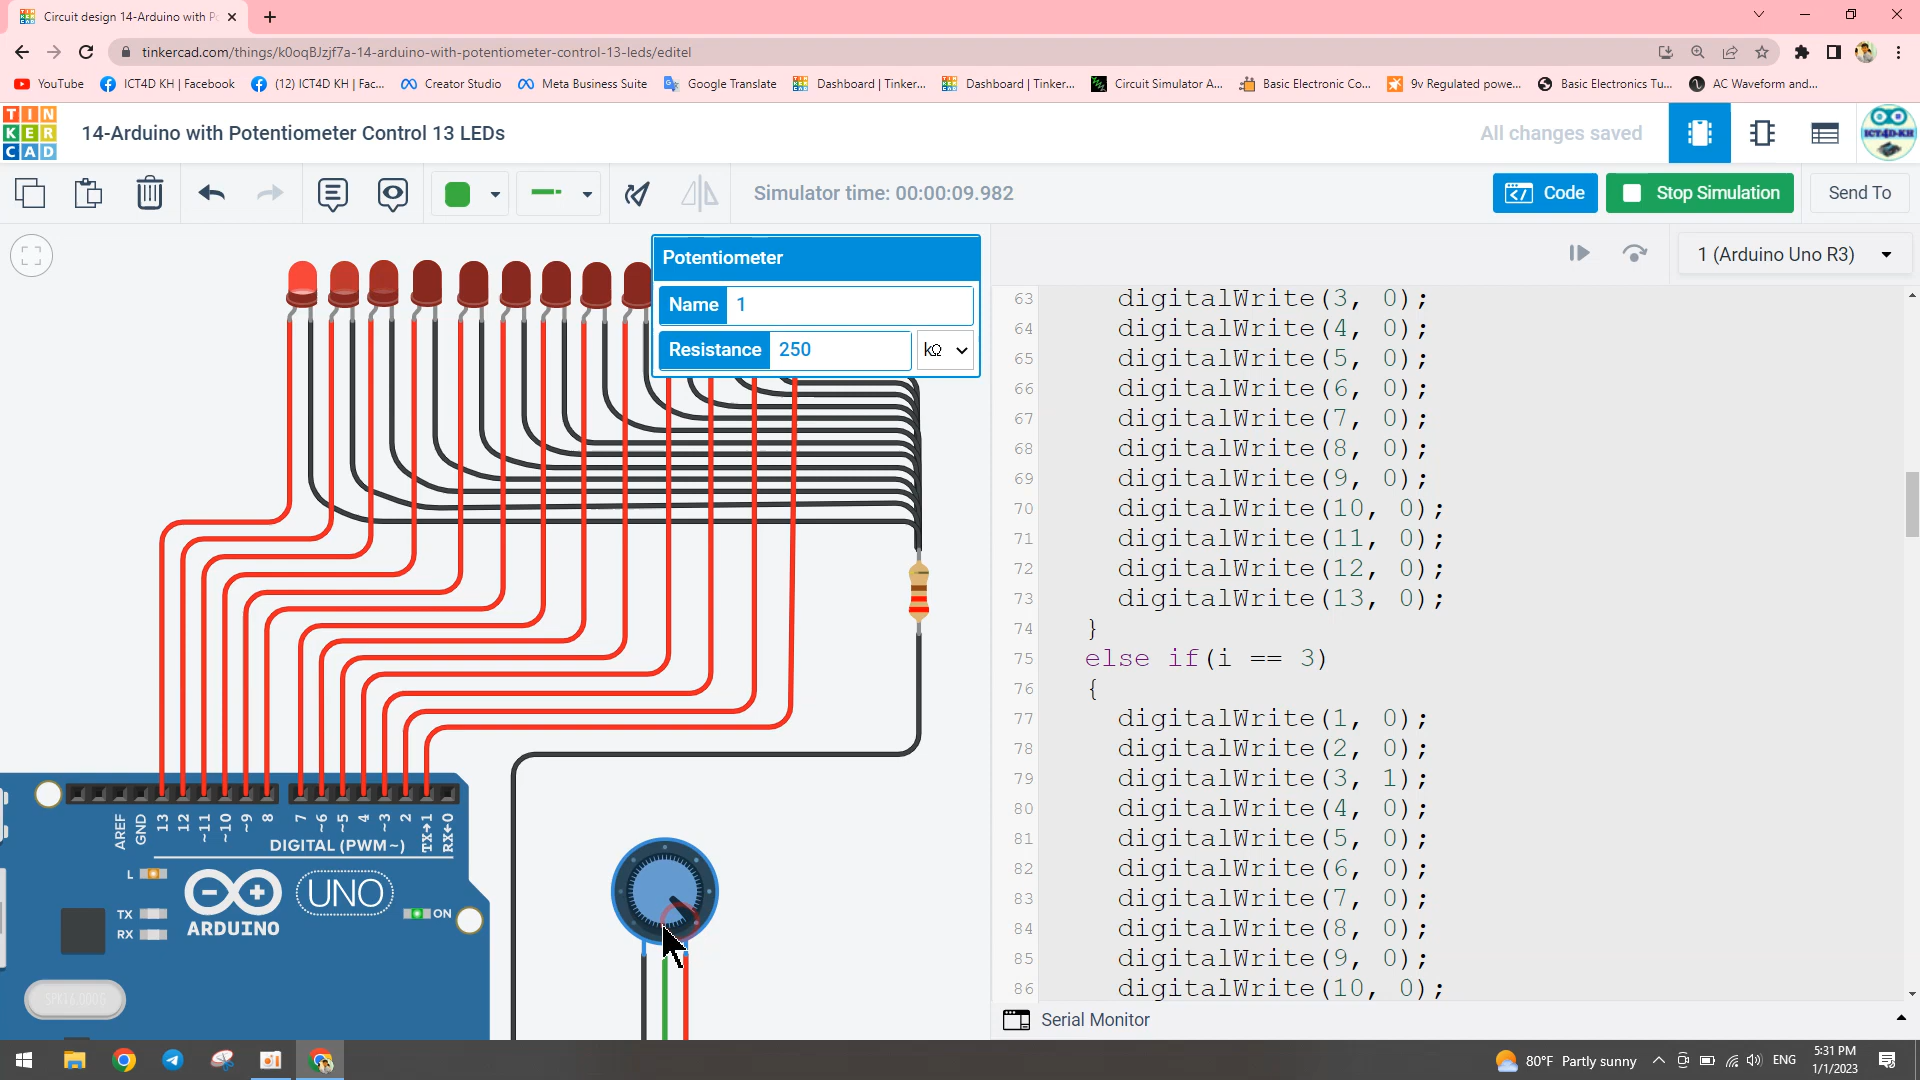 Circuit design 14-Arduino with P
tinkercad.com/things/k0oqBJzjf7a-14-arduino-with-potentiometer-control-13-leds/editel
YouTube
ICT4D KH | Facebook
(12) ICT4D KH | Fac...
Creator Studio
Meta Business Suite
Google Translate
Dashboard | Tinker...
Dashboard | Tinker...
Circuit Simulator A...
Basic Electronic Co...
9v Regulated powe...
Basic Electronics Tu...
AC Waveform and...
TIN
KER
CAD
14-Arduino with Potentiometer Control 13 LEDs
All changes saved
ICT4D-KH
Simulator time: 00:00:09.982
Code
Stop Simulation
Send To
1 (Arduino Uno R3)
Potentiometer
Name 1
Resistance 250 kΩ
63 digitalWrite(3, 0);
64 digitalWrite(4, 0);
65 digitalWrite(5, 0);
66 digitalWrite(6, 0);
67 digitalWrite(7, 0);
68 digitalWrite(8, 0);
69 digitalWrite(9, 0);
70 digitalWrite(10, 0);
71 digitalWrite(11, 0);
72 digitalWrite(12, 0);
73 digitalWrite(13, 0);
74 }
75 else if(i == 3)
76 {
77 digitalWrite(1, 0);
78 digitalWrite(2, 0);
79 digitalWrite(3, 1);
80 digitalWrite(4, 0);
81 digitalWrite(5, 0);
82 digitalWrite(6, 0);
83 digitalWrite(7, 0);
84 digitalWrite(8, 0);
85 digitalWrite(9, 0);
86 digitalWrite(10, 0);
AREF GND 13 12 ~11 ~10 ~9 8 7 ~6 ~5 4 ~3 2 TX→1 RX←0
DIGITAL (PWM~)
L
TX
RX
UNO
ARDUINO
ON
SPK16.000G
Serial Monitor
80°F Partly sunny
ENG
5:31 PM
1/1/2023